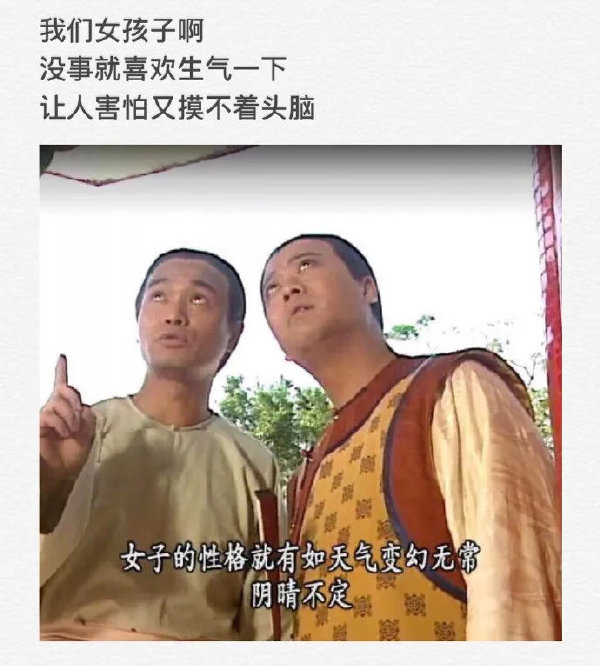 我们女孩子啊
没事就喜欢生气一下
让人害怕又摸不着头脑
女子的性格就有如天气变幻无常
阴晴不定